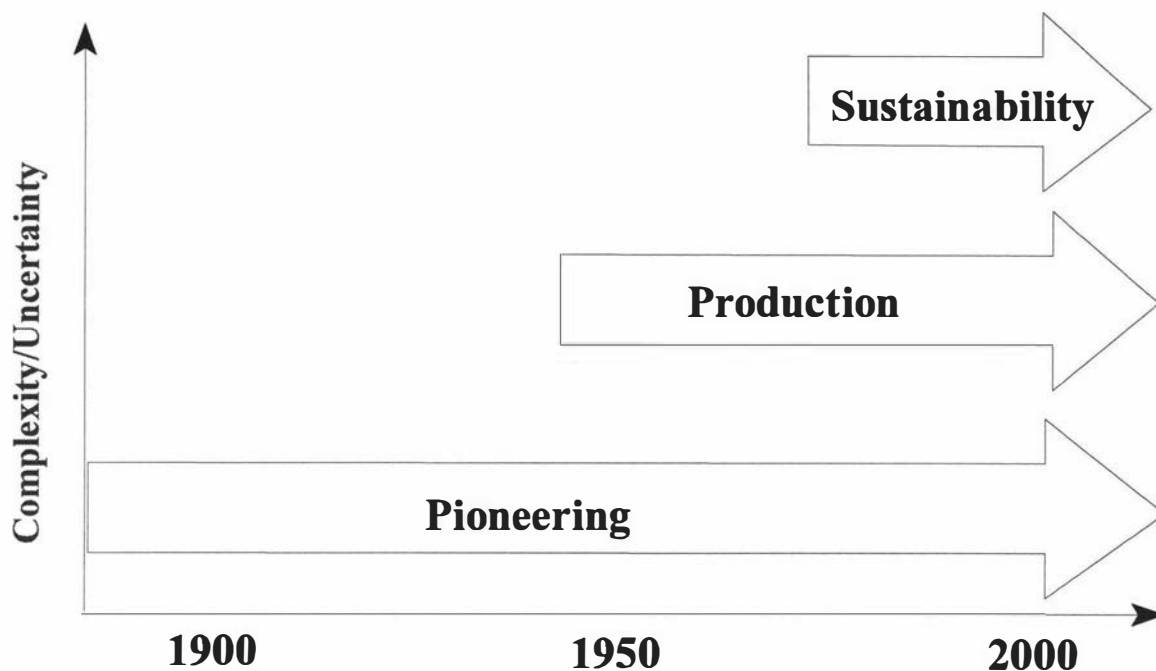 Complexity/Uncertainty
Sustainability
Production
Pioneering
1900 1950 2000